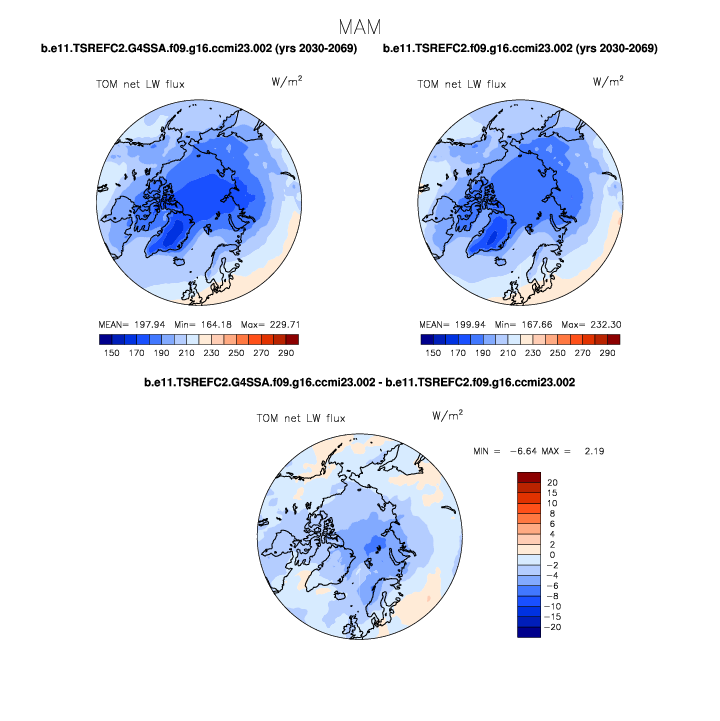 MAM
b.e11.TSREFC2.G4SSA.f09.g16.ccmi23.002 (yrs 2030-2069) b.e11.TSREFC2.f09.g16.ccmi23.002 (yrs 2030-2069)
TOM net LW flux W/m² TOM net LW flux W/m²
MEAN= 197.94 Min= 164.18 Max= 229.71 MEAN= 199.94 Min= 167.66 Max= 232.30
150 170 190 210 230 250 270 290 150 170 190 210 230 250 270 290
b.e11.TSREFC2.G4SSA.f09.g16.ccmi23.002 - b.e11.TSREFC2.f09.g16.ccmi23.002
TOM net LW flux W/m²
MIN = -6.64 MAX = 2.19
20
15
10
8
6
4
2
0
-2
-4
-6
-8
-10
-15
-20